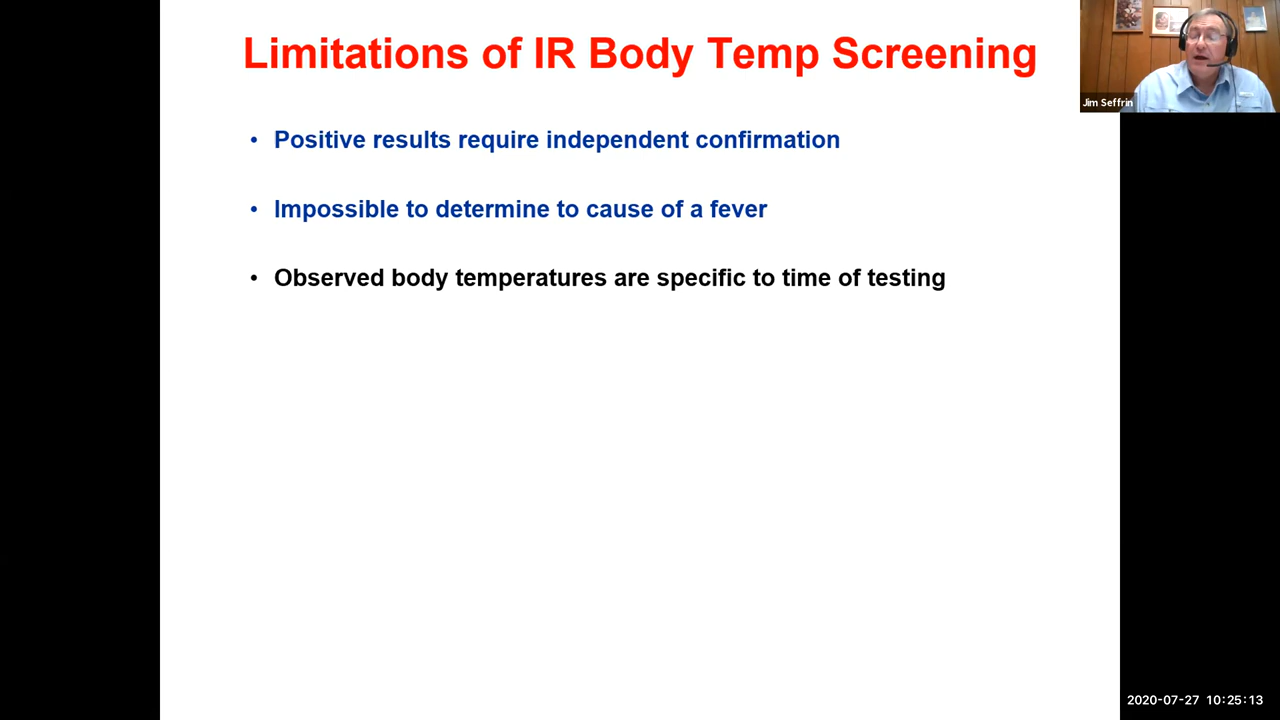 Limitations of IR Body Temp Screening
Jim Seffrin
• Positive results require independent confirmation
• Impossible to determine to cause of a fever
• Observed body temperatures are specific to time of testing
2020-07-27 10:25:13